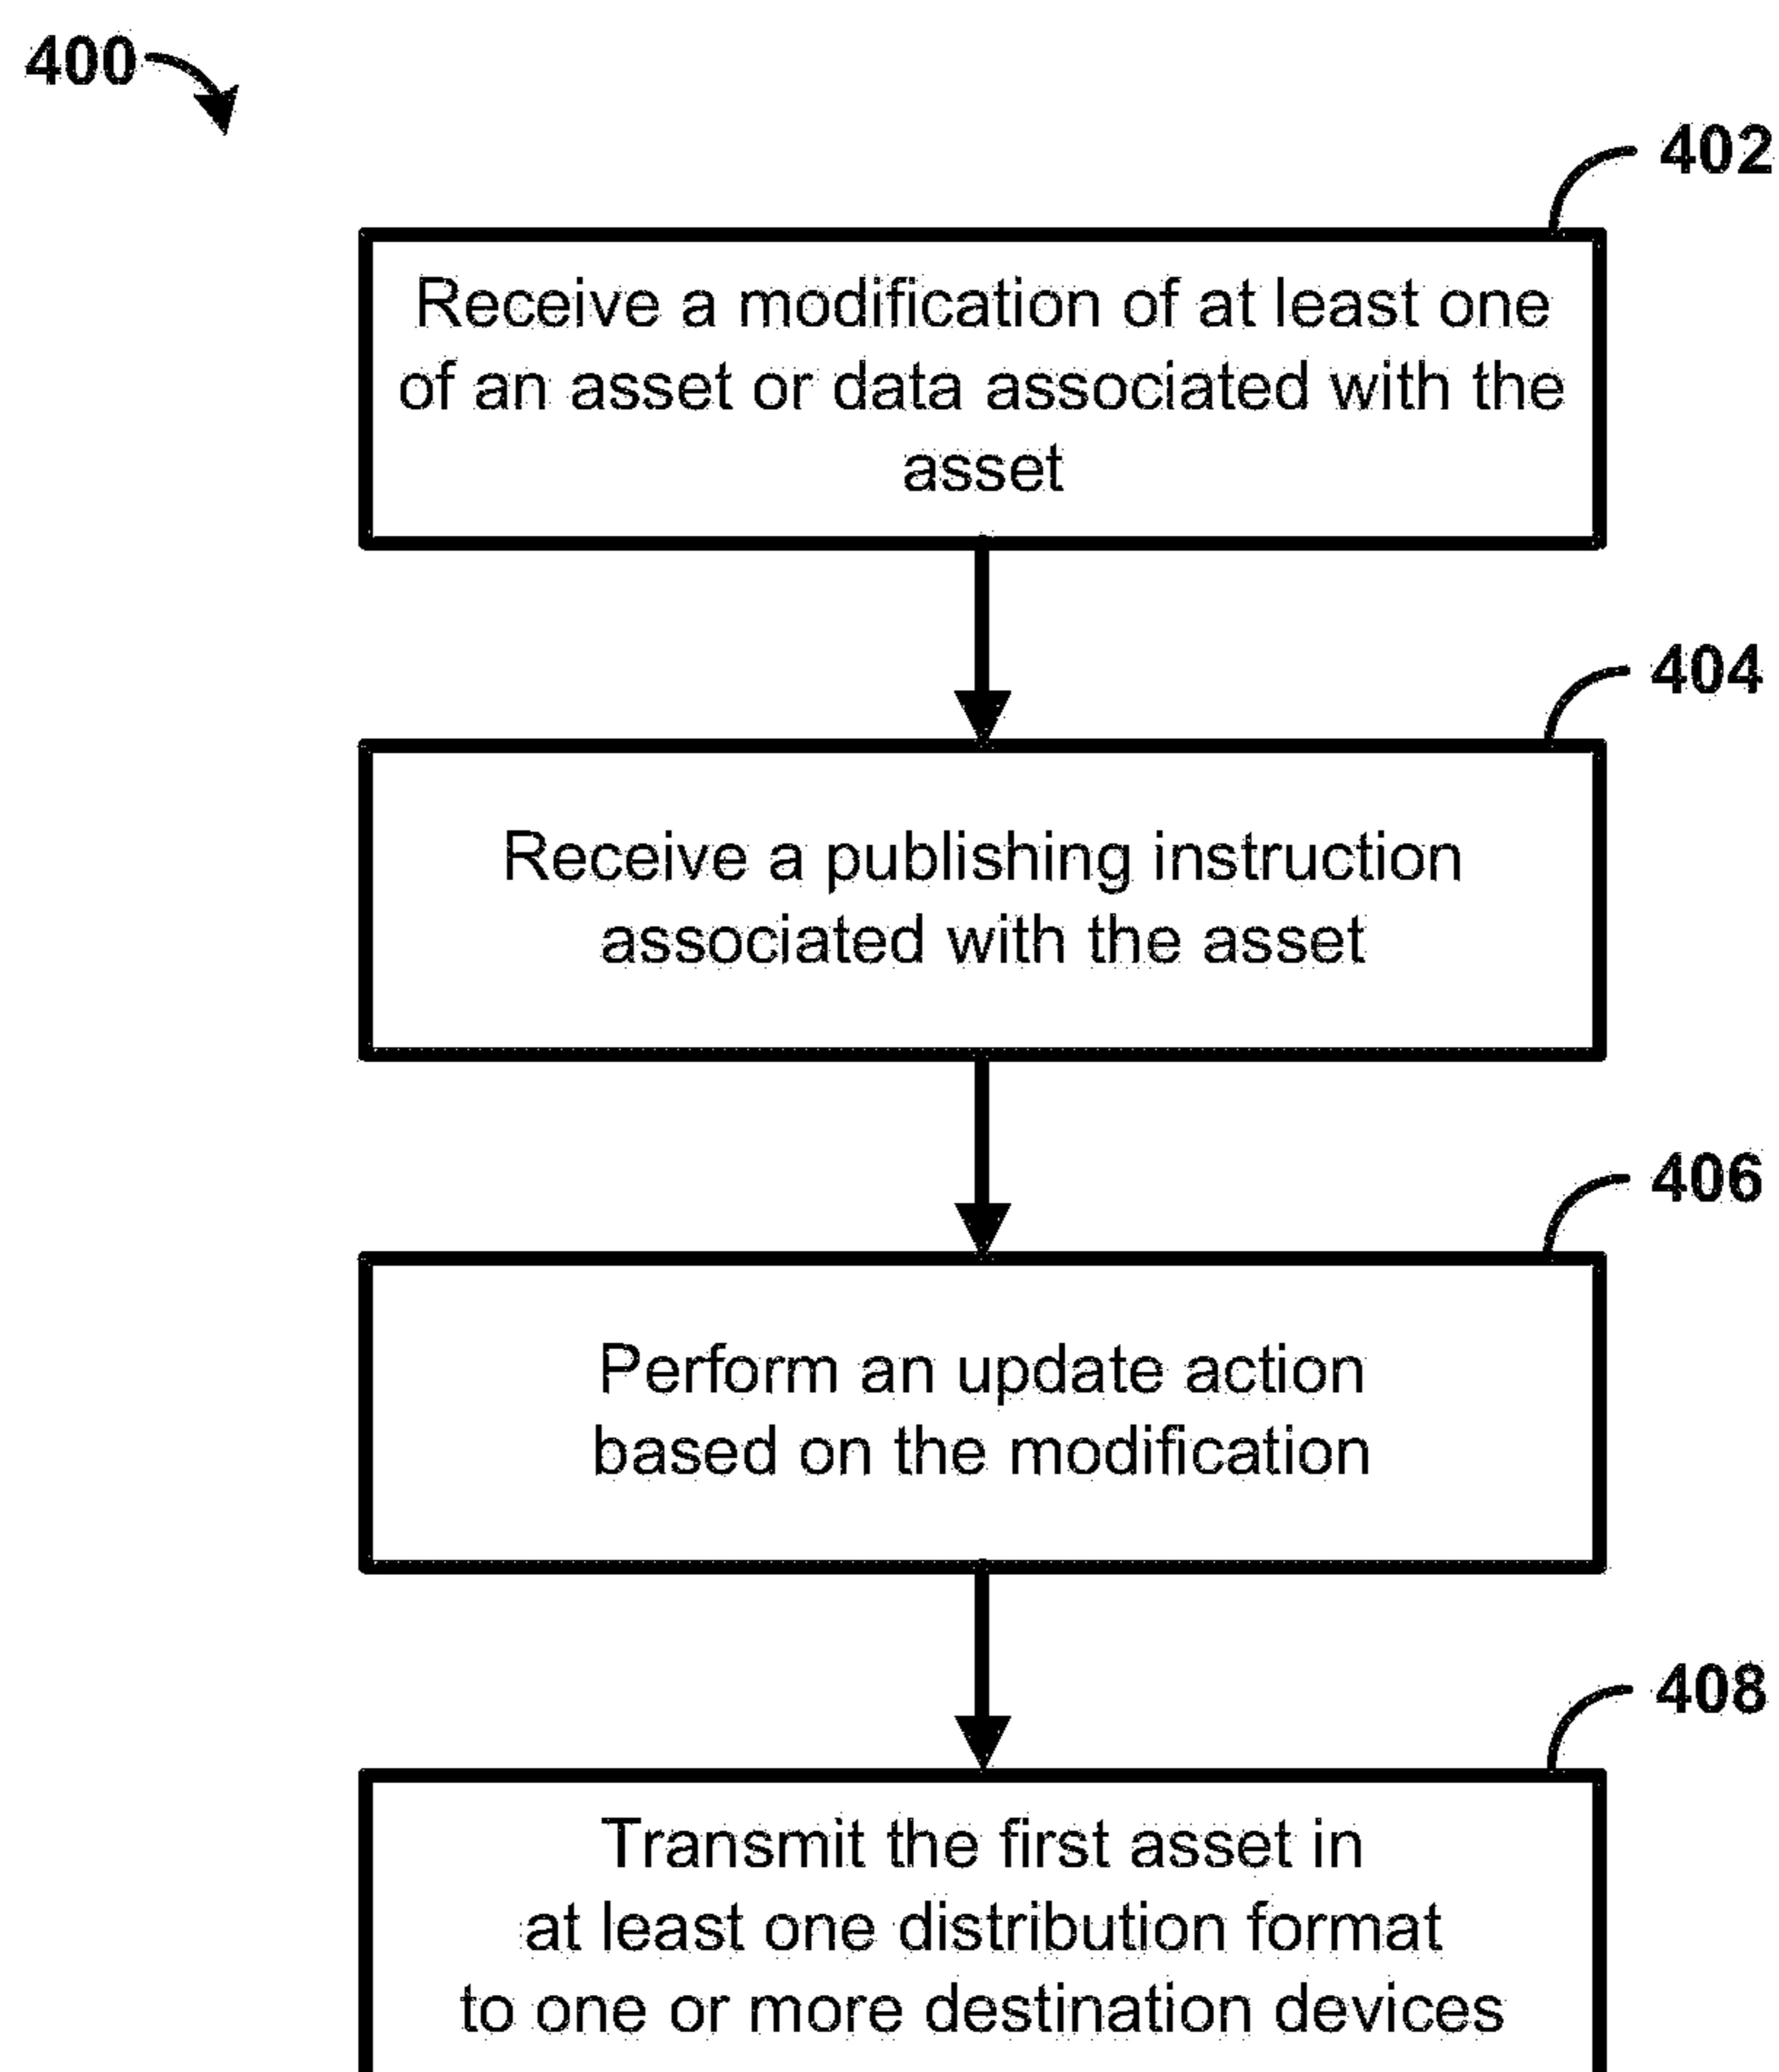 400
402
Receive a modification of at least one
of an asset or data associated with the
asset
404
Receive a publishing instruction
associated with the asset
406
Perform an update action
based on the modification
408
Transmit the first asset in
at least one distribution format
to one or more destination devices